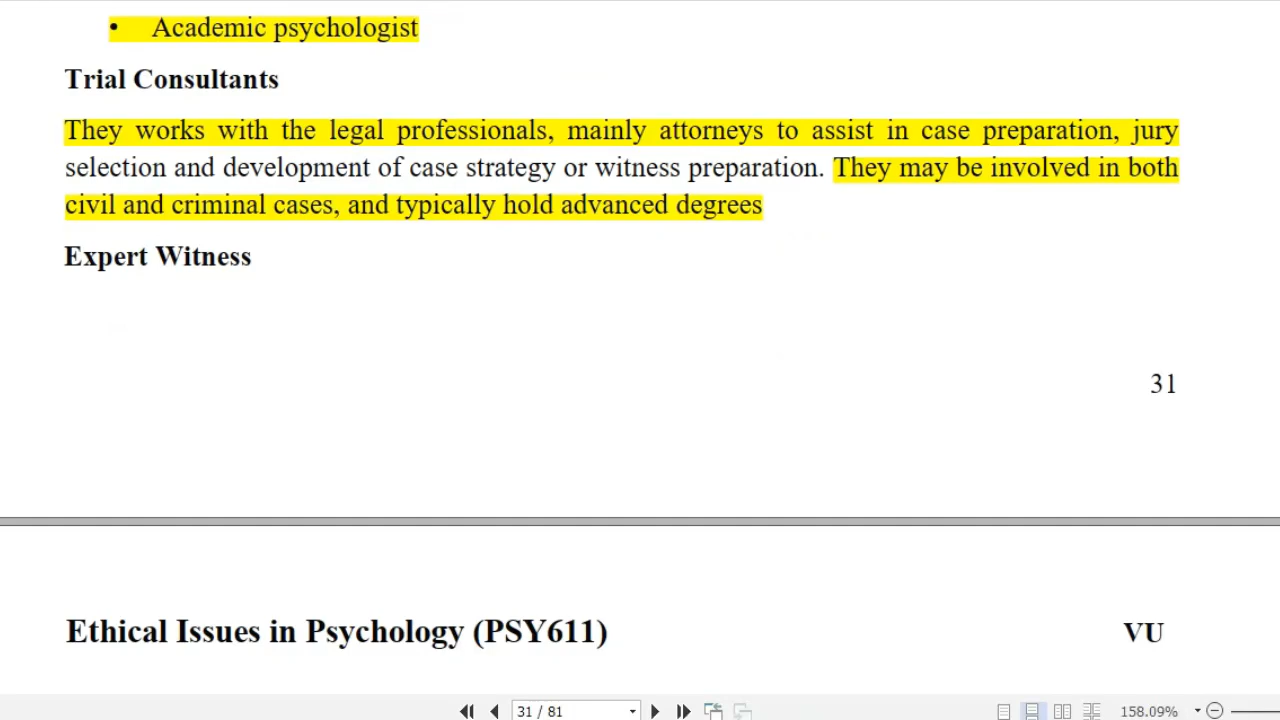 • Academic psychologist
Trial Consultants
They works with the legal professionals, mainly attorneys to assist in case preparation, jury
selection and development of case strategy or witness preparation. They may be involved in both
civil and criminal cases, and typically hold advanced degrees
Expert Witness
31
Ethical Issues in Psychology (PSY611) VU
31 / 81 158.09%